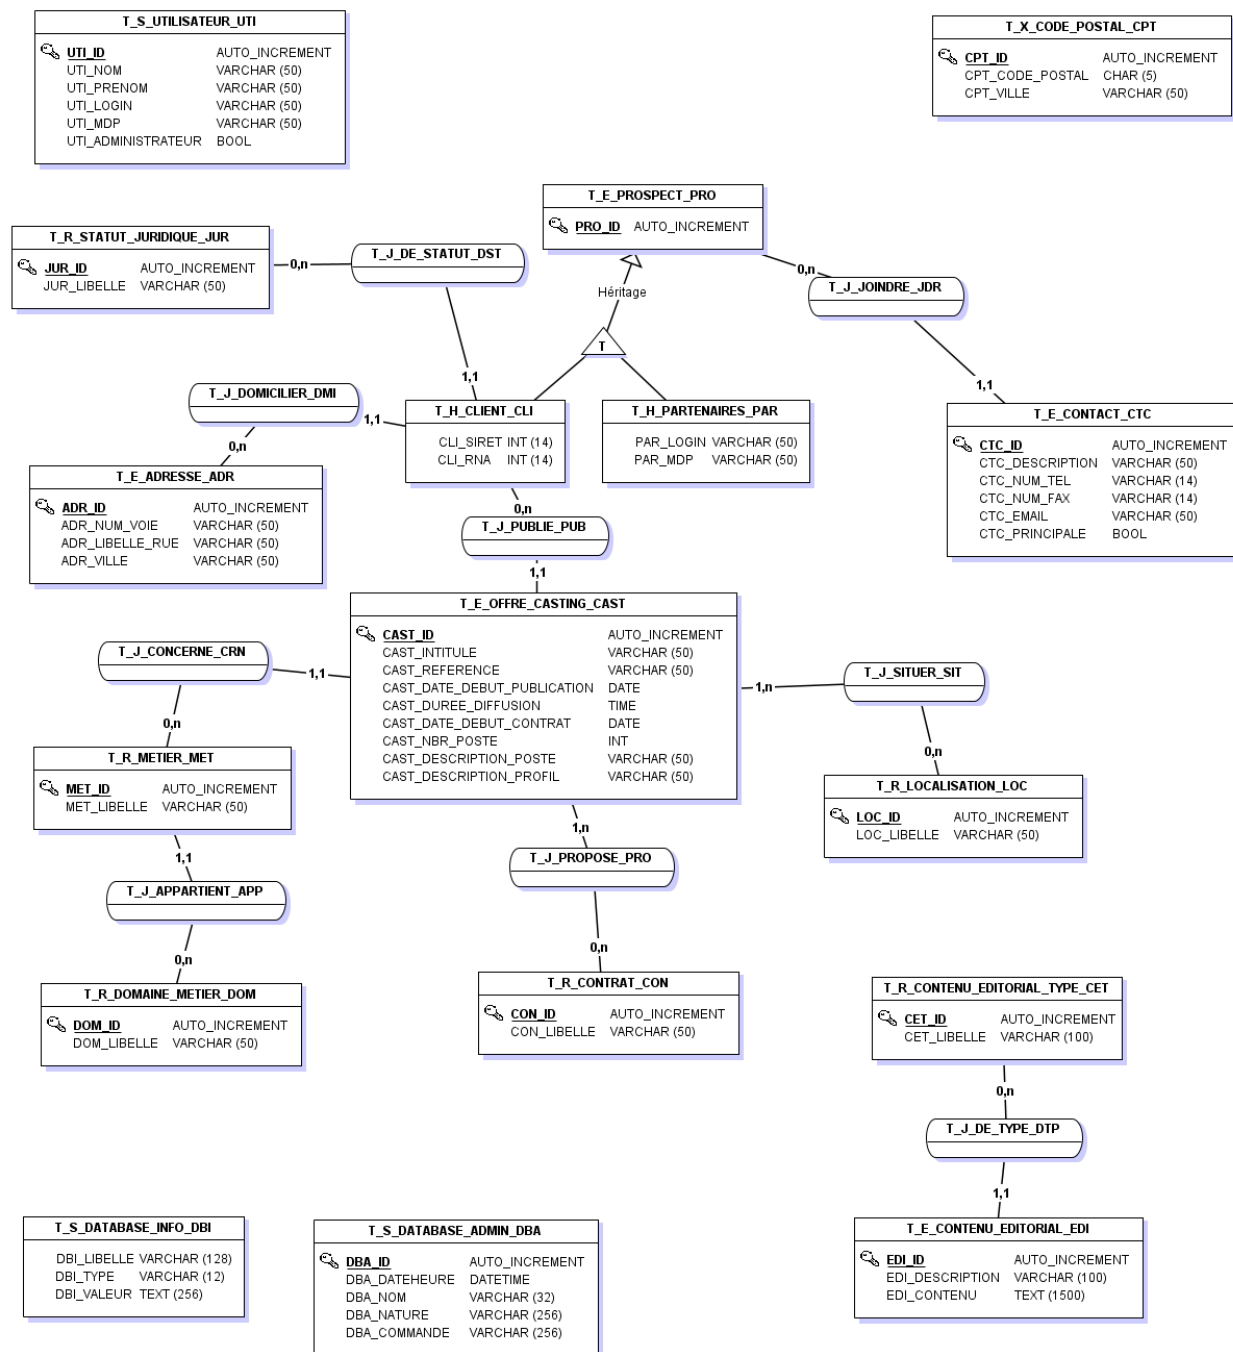 T_S_UTILISATEUR_UTI
UTI_ID AUTO_INCREMENT
UTI_NOM VARCHAR (50)
UTI_PRENOM VARCHAR (50)
UTI_LOGIN VARCHAR (50)
UTI_MDP VARCHAR (50)
UTI_ADMINISTRATEUR BOOL
T_X_CODE_POSTAL_CPT
CPT_ID AUTO_INCREMENT
CPT_CODE_POSTAL CHAR (5)
CPT_VILLE VARCHAR (50)
T_E_PROSPECT_PRO
PRO_ID AUTO_INCREMENT
T_R_STATUT_JURIDIQUE_JUR
JUR_ID AUTO_INCREMENT
JUR_LIBELLE VARCHAR (50)
0,n
T_J_DE_STATUT_DST
1,1
Héritage
T
0,n
T_J_JOINDRE_JDR
1,1
T_J_DOMICILIER_DMI
1,1
0,n
T_H_CLIENT_CLI
CLI_SIRET INT (14)
CLI_RNA INT (14)
T_H_PARTENAIRES_PAR
PAR_LOGIN VARCHAR (50)
PAR_MDP VARCHAR (50)
T_E_CONTACT_CTC
CTC_ID AUTO_INCREMENT
CTC_DESCRIPTION VARCHAR (50)
CTC_NUM_TEL VARCHAR (14)
CTC_NUM_FAX VARCHAR (14)
CTC_EMAIL VARCHAR (50)
CTC_PRINCIPALE BOOL
T_E_ADRESSE_ADR
ADR_ID AUTO_INCREMENT
ADR_NUM_VOIE VARCHAR (50)
ADR_LIBELLE_RUE VARCHAR (50)
ADR_VILLE VARCHAR (50)
0,n
T_J_PUBLIE_PUB
1,1
T_E_OFFRE_CASTING_CAST
CAST_ID AUTO_INCREMENT
CAST_INTITULE VARCHAR (50)
CAST_REFERENCE VARCHAR (50)
CAST_DATE_DEBUT_PUBLICATION DATE
CAST_DUREE_DIFFUSION TIME
CAST_DATE_DEBUT_CONTRAT DATE
CAST_NBR_POSTE INT
CAST_DESCRIPTION_POSTE VARCHAR (50)
CAST_DESCRIPTION_PROFIL VARCHAR (50)
T_J_CONCERNE_CRN
1,1
0,n
1,n
T_J_SITUER_SIT
0,n
T_R_METIER_MET
MET_ID AUTO_INCREMENT
MET_LIBELLE VARCHAR (50)
T_R_LOCALISATION_LOC
LOC_ID AUTO_INCREMENT
LOC_LIBELLE VARCHAR (50)
1,1
T_J_APPARTIENT_APP
0,n
1,n
T_J_PROPOSE_PRO
0,n
T_R_DOMAINE_METIER_DOM
DOM_ID AUTO_INCREMENT
DOM_LIBELLE VARCHAR (50)
T_R_CONTRAT_CON
CON_ID AUTO_INCREMENT
CON_LIBELLE VARCHAR (50)
T_R_CONTENU_EDITORIAL_TYPE_CET
CET_ID AUTO_INCREMENT
CET_LIBELLE VARCHAR (100)
0,n
T_J_DE_TYPE_DTP
1,1
T_S_DATABASE_INFO_DBI
DBI_LIBELLE VARCHAR (128)
DBI_TYPE VARCHAR (12)
DBI_VALEUR TEXT (256)
T_S_DATABASE_ADMIN_DBA
DBA_ID AUTO_INCREMENT
DBA_DATEHEURE DATETIME
DBA_NOM VARCHAR (32)
DBA_NATURE VARCHAR (256)
DBA_COMMANDE VARCHAR (256)
T_E_CONTENU_EDITORIAL_EDI
EDI_ID AUTO_INCREMENT
EDI_DESCRIPTION VARCHAR (100)
EDI_CONTENU TEXT (1500)